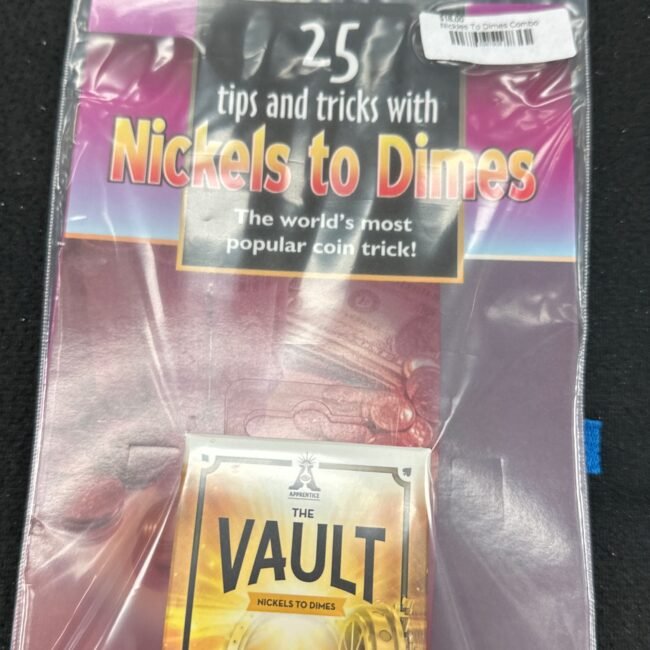 $18.00
Nickles To Dimes Combo
25
tips and tricks with
Nickels to Dimes
The world's most
popular coin trick!
APPRENTICE
THE
VAULT
NICKELS TO DIMES